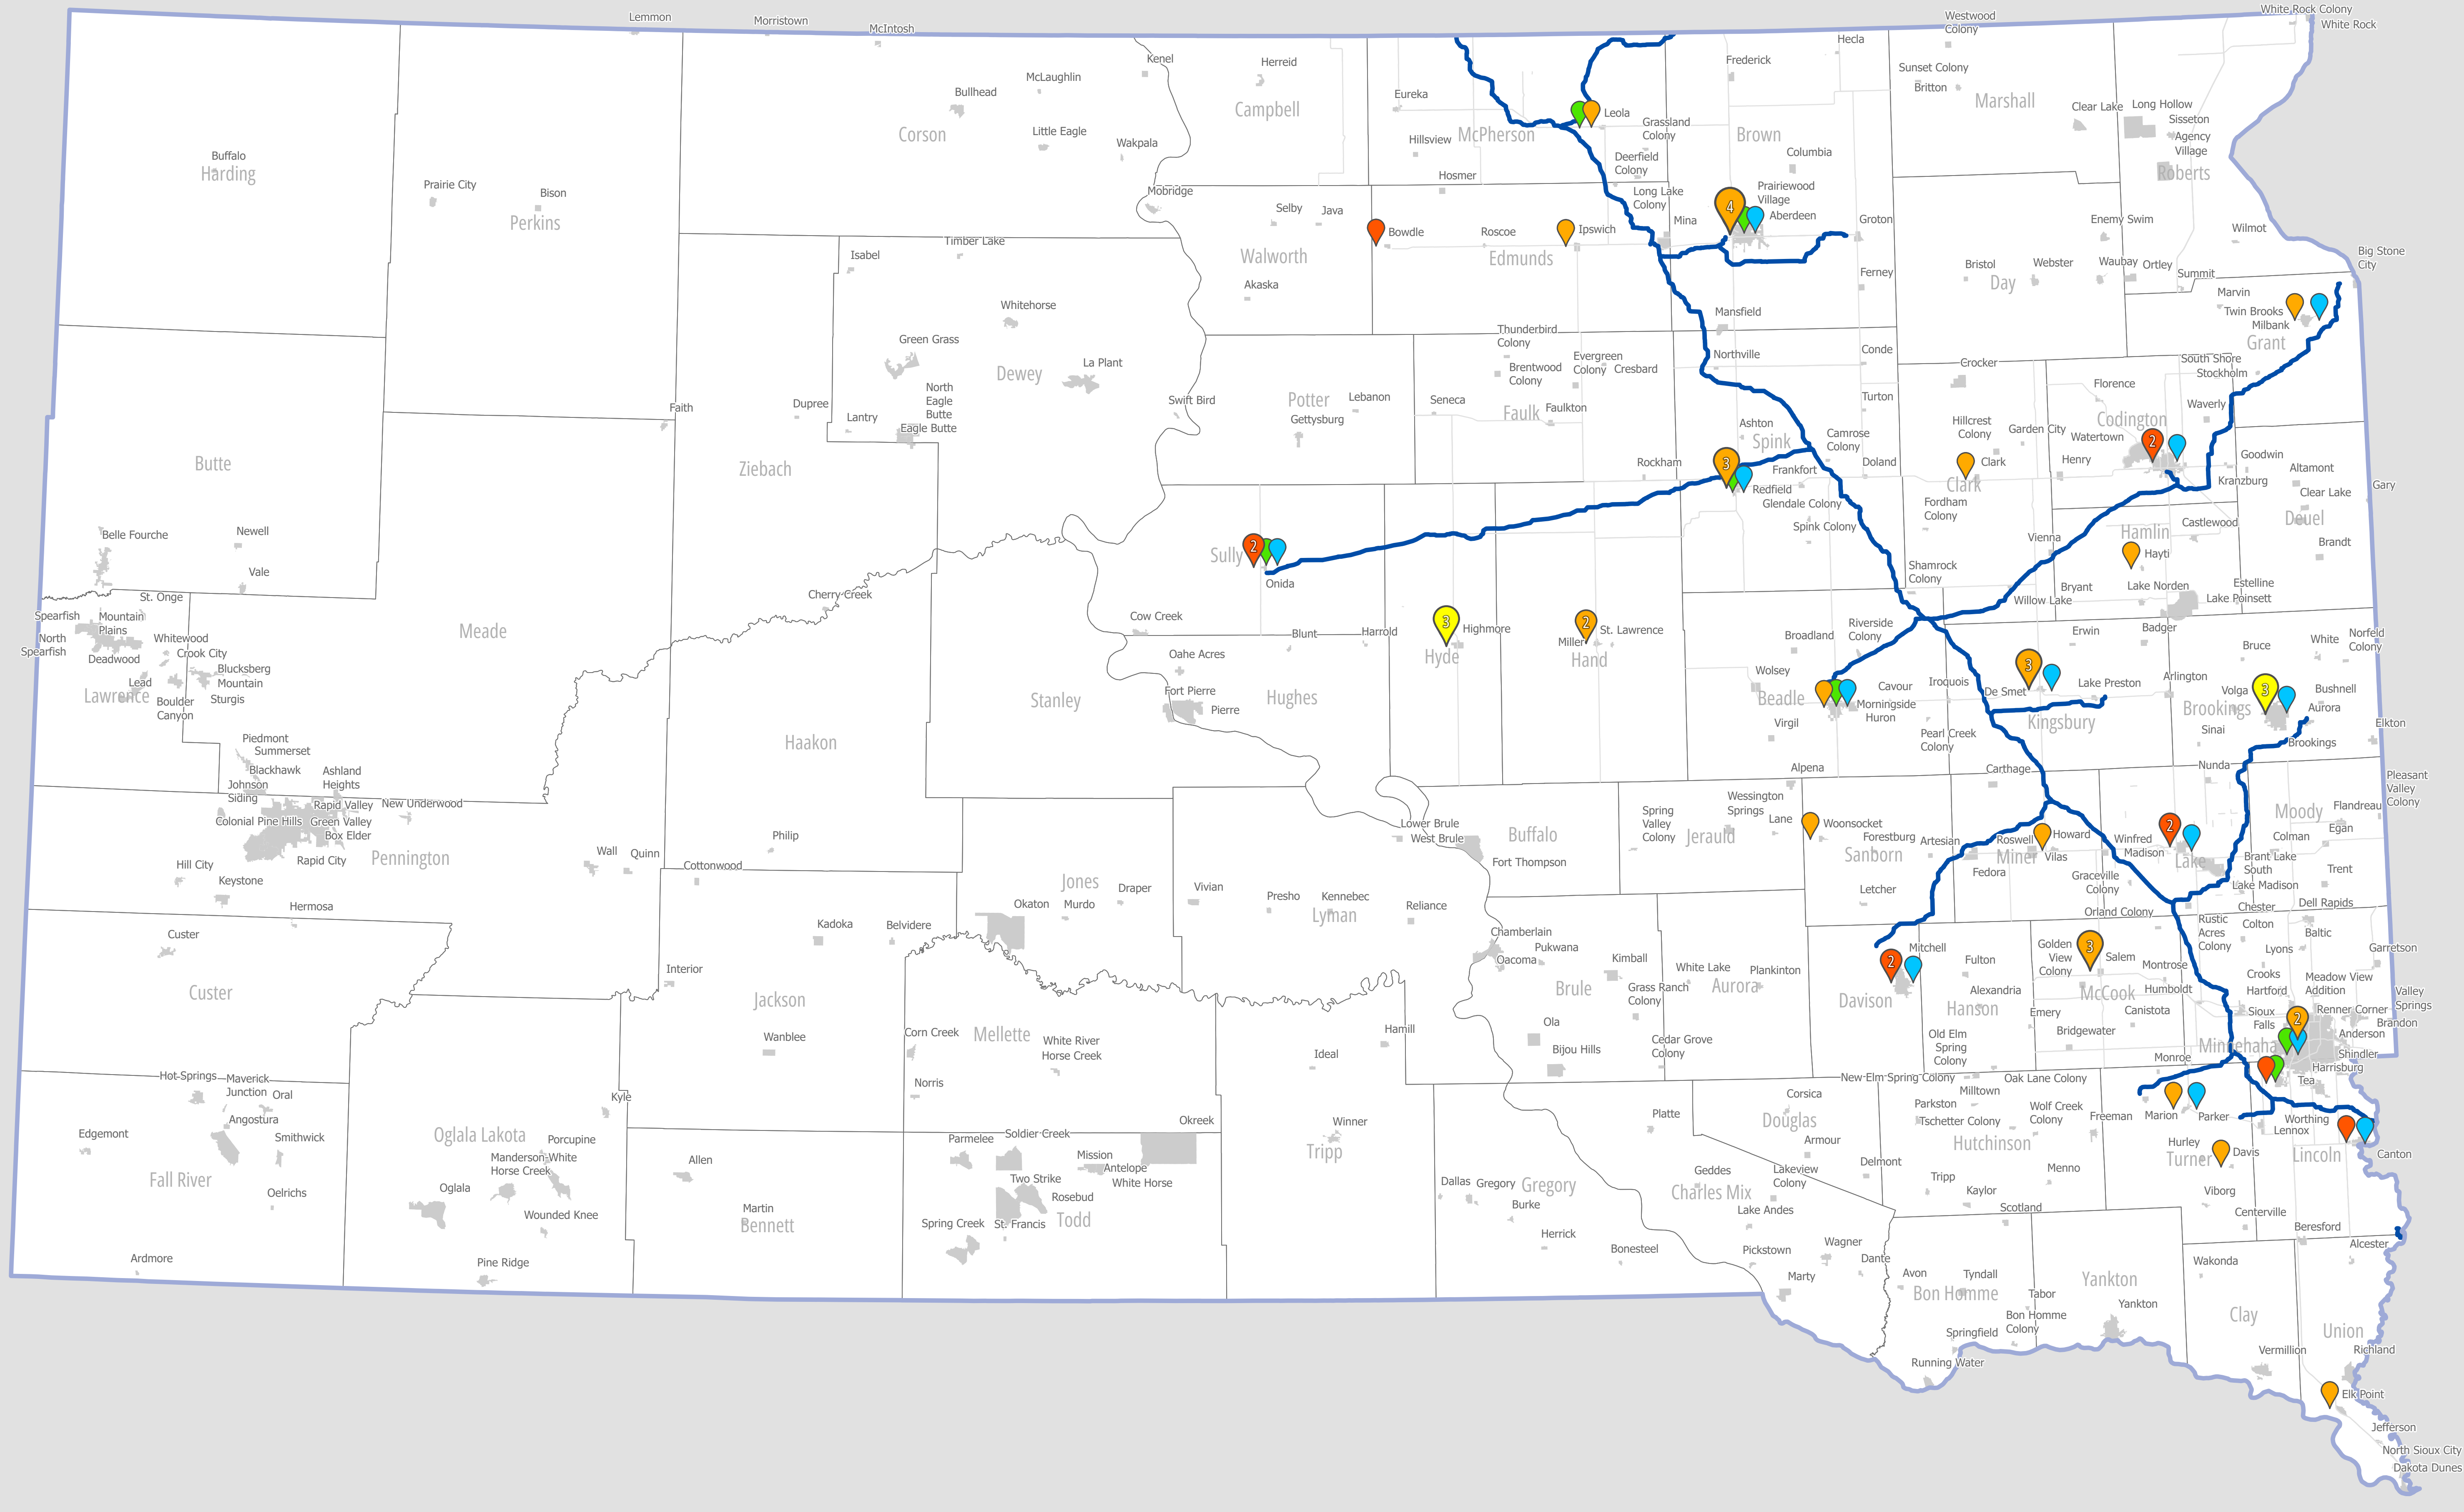 White Rock Colony
White Rock
Lemmon
Morristown
McIntosh
Westwood
Colony
Hecla
Kenel
Herreid
McLaughlin
Bullhead
Frederick
Sunset Colony
Britton
Marshall
Eureka
Campbell
Clear Lake
Long Hollow
Sisseton
Agency
Village
Roberts
Corson
Little Eagle
Wakpala
McPherson
Leola
Grassland
Colony
Brown
Hillsview
Deerfield
Colony
Columbia
Hosmer
Buffalo
Harding
Prairie City
Bison
Perkins
Mobridge
Long Lake
Colony
Prairiewood
Village
4
Aberdeen
Mina
Groton
Selby
Java
Bowdle
Roscoe
Ipswich
Edmunds
Walworth
Akaska
Enemy Swim
Wilmot
Timber Lake
Isabel
Ferney
Bristol
Day
Webster
Waubay
Ortley
Summit
Big Stone
City
Marvin
Twin Brooks
Milbank
Grant
Whitehorse
Mansfield
Green Grass
Dewey
La Plant
Thunderbird
Colony
Northville
Conde
Crocker
South Shore
Stockholm
Brentwood
Colony
Evergreen
Colony
Cresbard
North
Eagle
Butte
Eagle Butte
Faith
Dupree
Lantry
Swift Bird
Potter
Gettysburg
Lebanon
Seneca
Faulk
Faulkton
Turton
Florence
Waverly
Codington
Watertown
2
Ashton
Spink
Camrose
Colony
Hillcrest
Colony
Garden City
Butte
Ziebach
Rockham
3
Redfield
Frankfort
Doland
Clark
Clark
Henry
Goodwin
Altamont
Kranzburg
Clear Lake
Gary
Deuel
Glendale Colony
Spink Colony
Fordham
Colony
Castlewood
Hamlin
Hayti
Vienna
Brandt
Belle Fourche
Newell
Vale
Sully
2
Onida
Shamrock
Colony
Bryant
Willow Lake
Lake Norden
Estelline
Lake Poinsett
St. Onge
Spearfish
Mountain
Plains
North
Spearfish
Whitewood
Crook City
Deadwood
Blucksberg
Mountain
Lead
Lawrence
Boulder
Canyon
Sturgis
Meade
Cherry Creek
Cow Creek
Blunt
Harrold
3
Highmore
Hyde
2
Miller
St. Lawrence
Hand
Broadland
Riverside
Colony
Erwin
Badger
Bruce
White
Norfeld
Colony
Oahe Acres
Fort Pierre
Pierre
Hughes
Stanley
Wolsey
Beadle
Cavour
Morningside
Huron
Virgil
Iroquois
3
De Smet
Lake Preston
Kingsbury
Arlington
Volga
3
Brookings
Bushnell
Aurora
Elkton
Sinai
Brookings
Pearl Creek
Colony
Haakon
Piedmont
Summerset
Blackhawk
Ashland
Heights
Johnson
Siding
Rapid Valley
New Underwood
Colonial Pine Hills
Green Valley
Box Elder
Rapid City
Pennington
Hill City
Keystone
Hermosa
Wall
Quinn
Philip
Cottonwood
Alpena
Carthage
Nunda
Pleasant
Valley
Colony
Moody
Flandreau
Egan
Colman
Lower Brule
West Brule
Buffalo
Fort Thompson
Spring
Valley
Colony
Wessington
Springs
Jerauld
Lane
Woonsocket
Forestburg
Sanborn
Artesian
Roswell
Howard
Miner
Vilas
Fedora
Winfred
2
Madison
Lake
Brant Lake
South
Trent
Lake Madison
Graceville
Colony
Letcher
Orland Colony
Chester
Dell Rapids
Rustic
Acres
Colony
Colton
Baltic
Lyons
Garretson
Jones
Okaton
Murdo
Draper
Vivian
Presho
Kennebec
Lyman
Reliance
Kadoka
Belvidere
Chamberlain
Pukwana
Oacoma
Kimball
Brule
Grass Ranch
Colony
White Lake
Plankinton
Aurora
2
Mitchell
Davison
Fulton
Alexandria
Hanson
Golden
View
Colony
3
Salem
McCook
Montrose
Humboldt
Crooks
Hartford
Meadow View
Addition
Valley
Springs
Custer
Custer
Interior
Jackson
Wanblee
Corn Creek
Mellette
White River
Horse Creek
Norris
Hamill
Ideal
Ola
Bijou Hills
Cedar Grove
Colony
Old Elm
Spring
Colony
Emery
Bridgewater
Canistota
Sioux
Falls
2
Renner Corner
Brandon
Anderson
Minnehaha
Shindler
Harrisburg
Tea
Monroe
New Elm Spring Colony
Oak Lane Colony
Milltown
Hot Springs
Maverick
Junction
Oral
Angostura
Smithwick
Edgemont
Fall River
Oelrichs
Ardmore
Kyle
Oglala Lakota
Porcupine
Manderson-White
Horse Creek
Oglala
Wounded Knee
Pine Ridge
Allen
Martin
Bennett
Parmelee
Soldier Creek
Okreek
Mission
Antelope
White Horse
Two Strike
Rosebud
Spring Creek
St. Francis
Todd
Winner
Tripp
Platte
Corsica
Douglas
Armour
Parkston
Tschetter Colony
Wolf Creek
Colony
Hutchinson
Freeman
Marion
Parker
Worthing
Lennox
Canton
Lincoln
Hurley
Turner
Davis
Viborg
Centerville
Beresford
Alcester
Menno
Delmont
Tripp
Kaylor
Scotland
Dallas
Gregory
Gregory
Burke
Herrick
Bonesteel
Geddes
Charles Mix
Lakeview
Colony
Lake Andes
Pickstown
Wagner
Dante
Marty
Avon
Tyndall
Bon Homme
Tabor
Bon Homme
Colony
Springfield
Running Water
Yankton
Yankton
Wakonda
Clay
Vermillion
Union
Richland
Elk Point
Jefferson
North Sioux City
Dakota Dunes